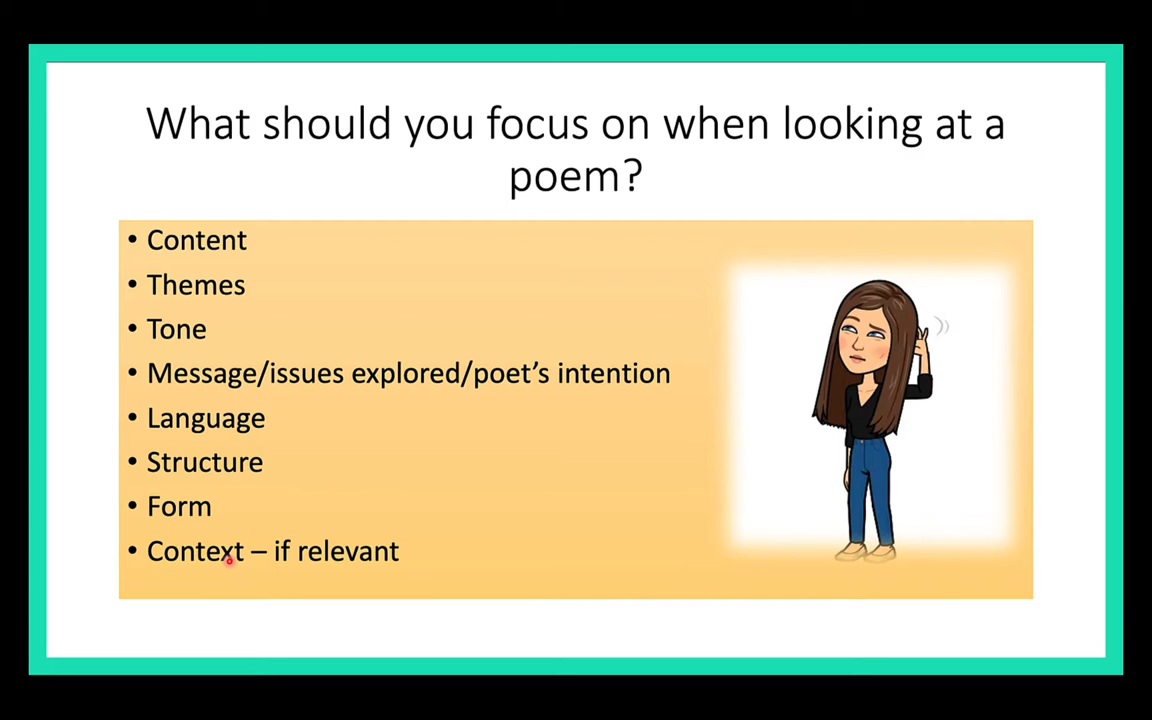 What should you focus on when looking at a
poem?
• Content
• Themes
• Tone
• Message/issues explored/poet’s intention
• Language
• Structure
• Form
• Context – if relevant